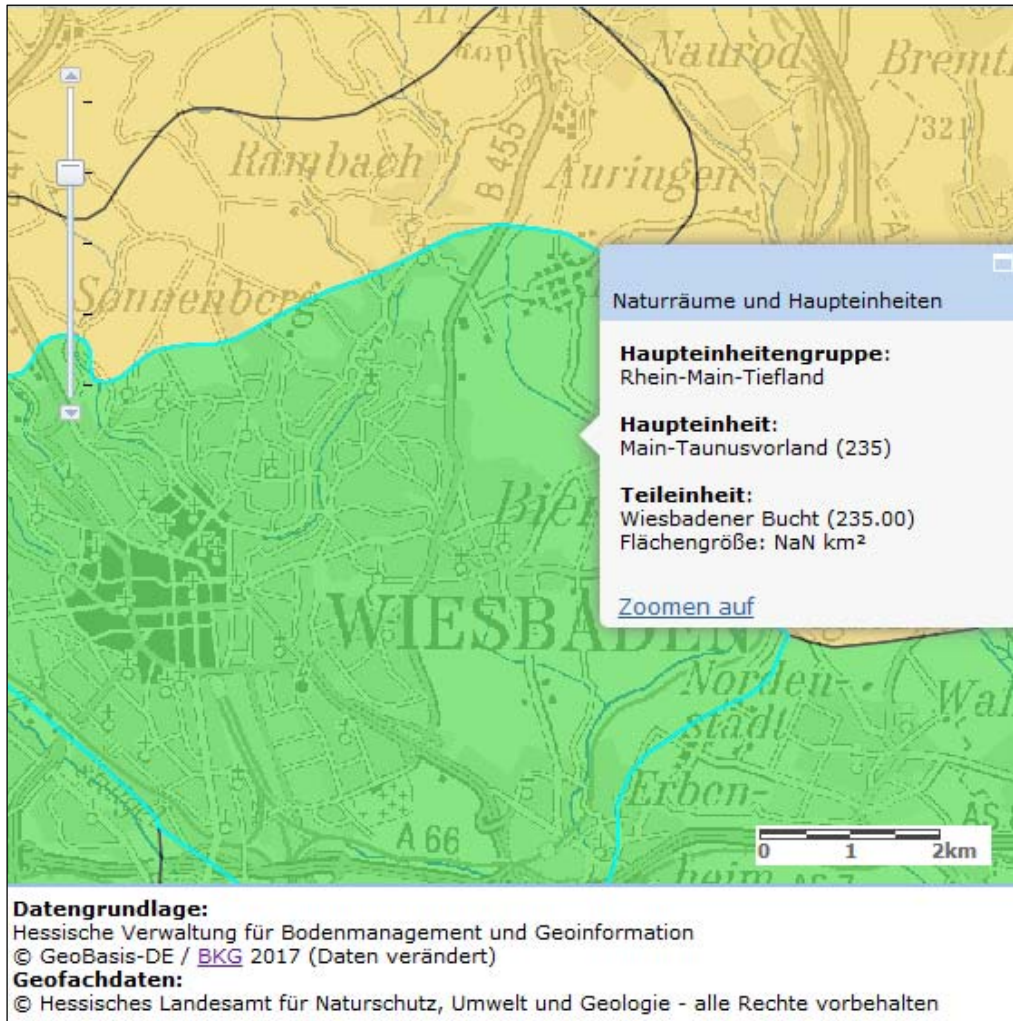 Naurod
Rambach
B 455
Auringen
321
Sonnenberg
Naturräume und Haupteinheiten
Haupteinheitengruppe:
Rhein-Main-Tiefland
Haupteinheit:
Main-Taunusvorland (235)
Teileinheit:
Wiesbadener Bucht (235.00)
Flächengröße: NaN km²
Zoomen auf
WIESBADEN
Norden-
stadt
Erben-
heim
A 66
0 1 2km
Datengrundlage:
Hessische Verwaltung für Bodenmanagement und Geoinformation
© GeoBasis-DE / BKG 2017 (Daten verändert)
Geofachdaten:
© Hessisches Landesamt für Naturschutz, Umwelt und Geologie - alle Rechte vorbehalten